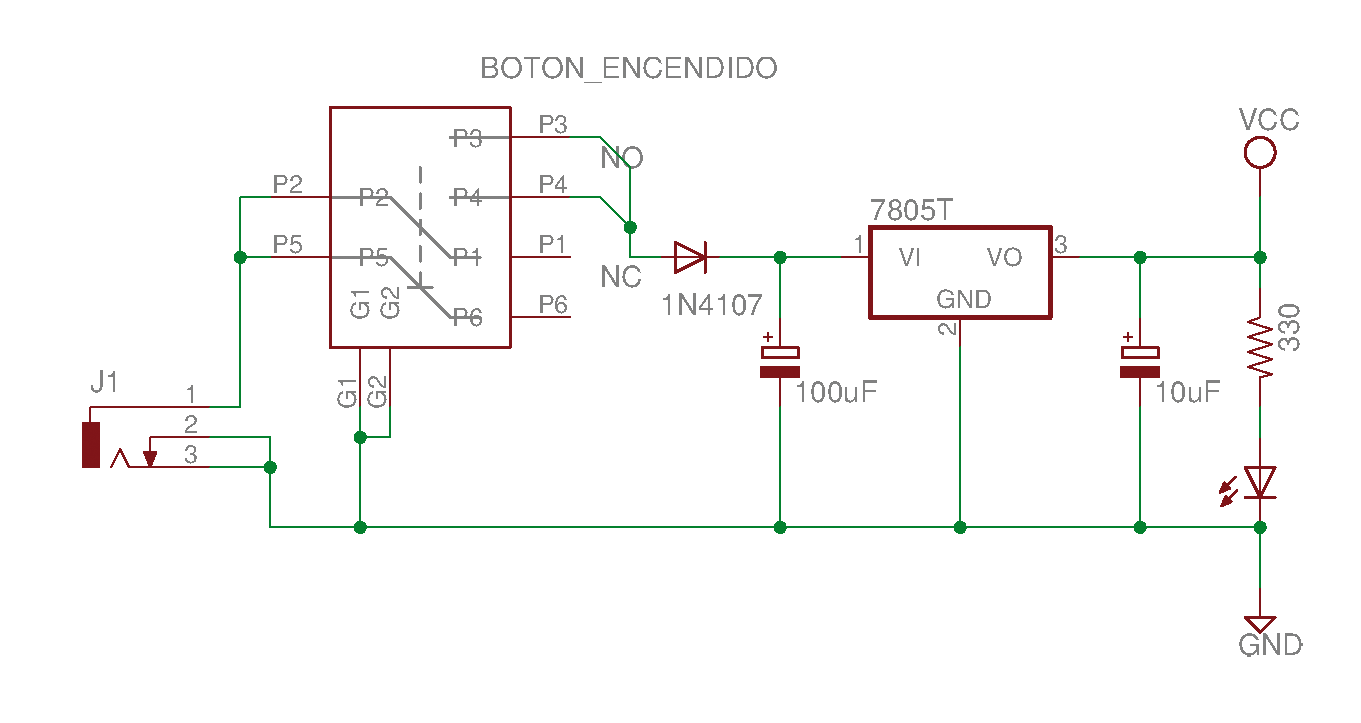 BOTON_ENCENDIDO
P3
P3
NO
P2
P2
P4
P4
P5
P5
P1
P1
NC
G1
G2
P6
P6
G1
G2
J1
1
2
3
1N4107
7805T
1
VI
VO
3
GND
2
+
100uF
+
10uF
VCC
330
GND